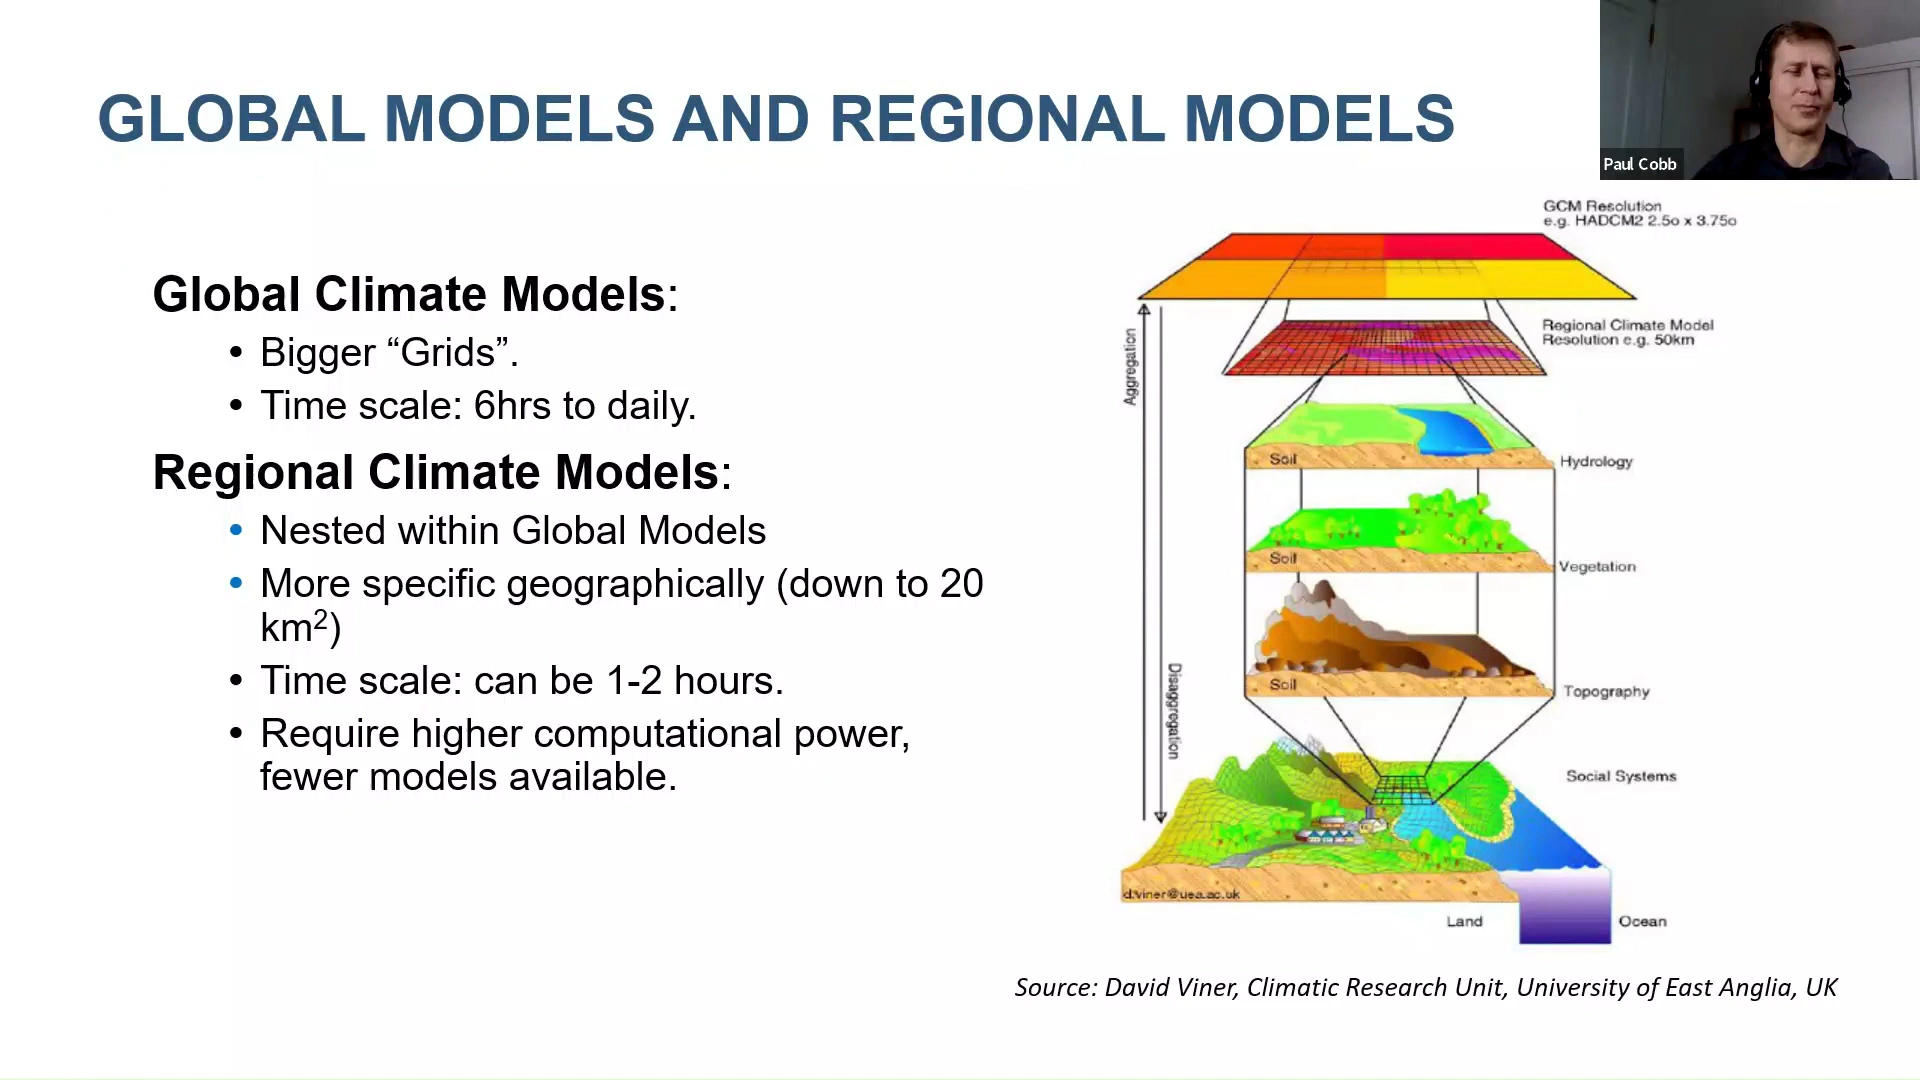 GLOBAL MODELS AND REGIONAL MODELS
Paul Cobb
Global Climate Models:
• Bigger “Grids”.
• Time scale: 6hrs to daily.
Regional Climate Models:
• Nested within Global Models
• More specific geographically (down to 20
km²)
• Time scale: can be 1-2 hours.
• Require higher computational power,
fewer models available.
GCM Resolution
e.g. HADCM2 2.5o x 3.75o
Regional Climate Model
Resolution e.g. 50km
Aggregation
Soil
Hydrology
Soil
Vegetation
Soil
Topography
Disaggregation
Social Systems
d.viner@uea.ac.uk
Land
Ocean
Source: David Viner, Climatic Research Unit, University of East Anglia, UK